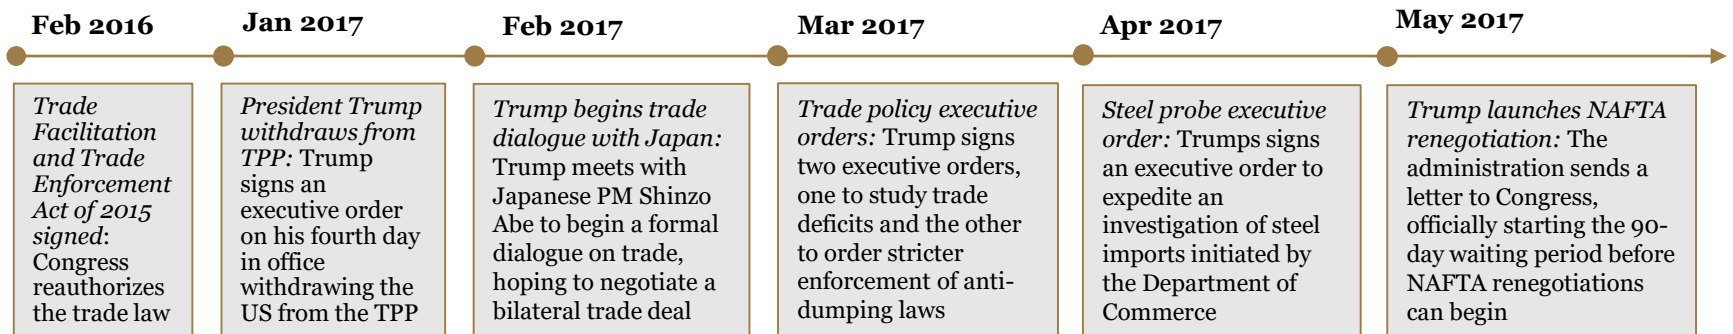 Feb 2016
Jan 2017
Feb 2017
Mar 2017
Apr 2017
May 2017
Trade
Facilitation
and Trade
Enforcement
Act of 2015
signed:
Congress
reauthorizes
the trade law
President Trump
withdraws from
TPP: Trump
signs an
executive order
on his fourth day
in office
withdrawing the
US from the TPP
Trump begins trade
dialogue with Japan:
Trump meets with
Japanese PM Shinzo
Abe to begin a formal
dialogue on trade,
hoping to negotiate a
bilateral trade deal
Trade policy executive
orders: Trump signs
two executive orders,
one to study trade
deficits and the other
to order stricter
enforcement of anti-
dumping laws
Steel probe executive
order: Trumps signs
an executive order to
expedite an
investigation of steel
imports initiated by
the Department of
Commerce
Trump launches NAFTA
renegotiation: The
administration sends a
letter to Congress,
officially starting the 90-
day waiting period before
NAFTA renegotiations
can begin